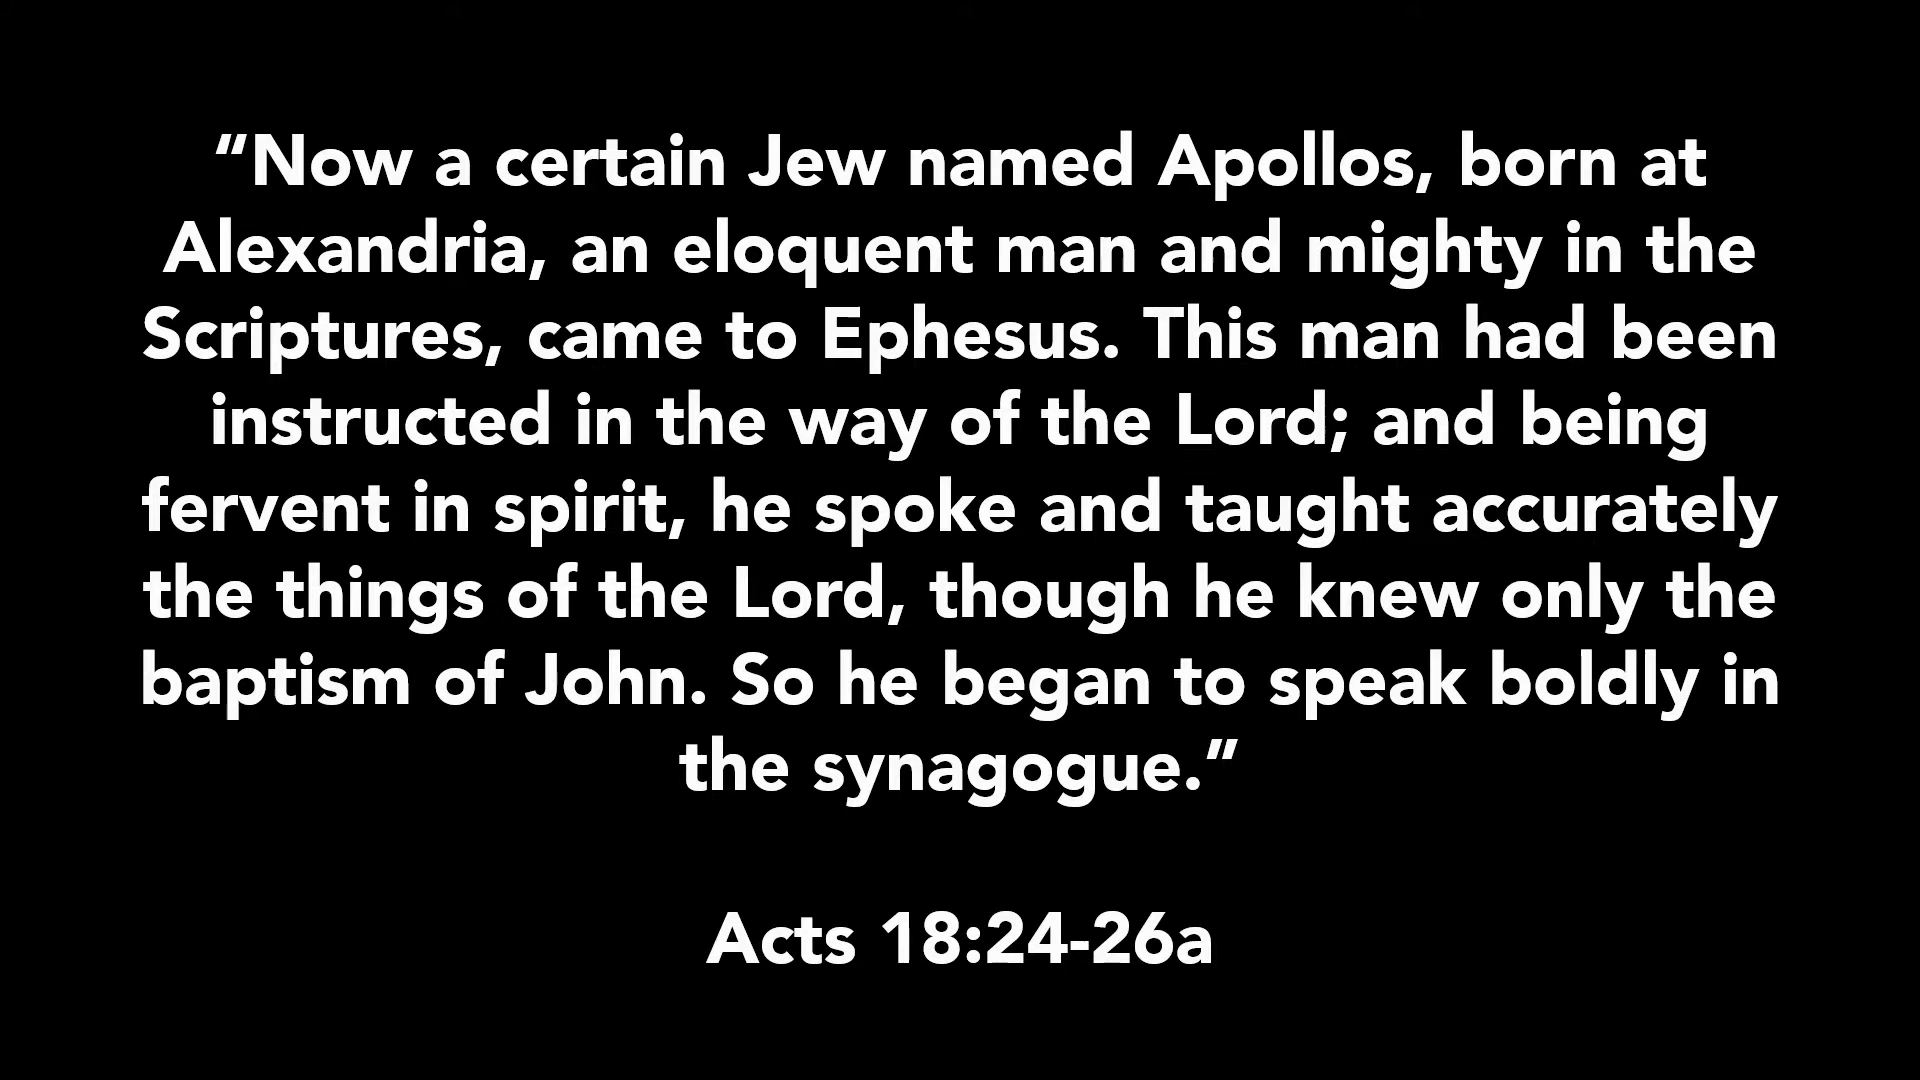 “Now a certain Jew named Apollos, born at
Alexandria, an eloquent man and mighty in the
Scriptures, came to Ephesus. This man had been
instructed in the way of the Lord; and being
fervent in spirit, he spoke and taught accurately
the things of the Lord, though he knew only the
baptism of John. So he began to speak boldly in
the synagogue.”
Acts 18:24-26a